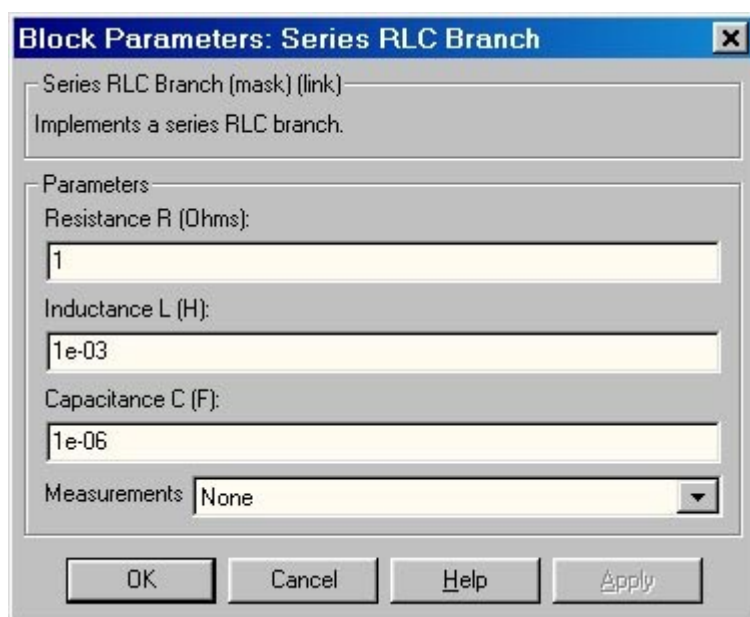 Block Parameters: Series RLC Branch
Series RLC Branch (mask) (link)
Implements a series RLC branch.
Parameters
Resistance R (Ohms):
1
Inductance L (H):
1e-03
Capacitance C (F):
1e-06
Measurements None
OK Cancel Help Apply